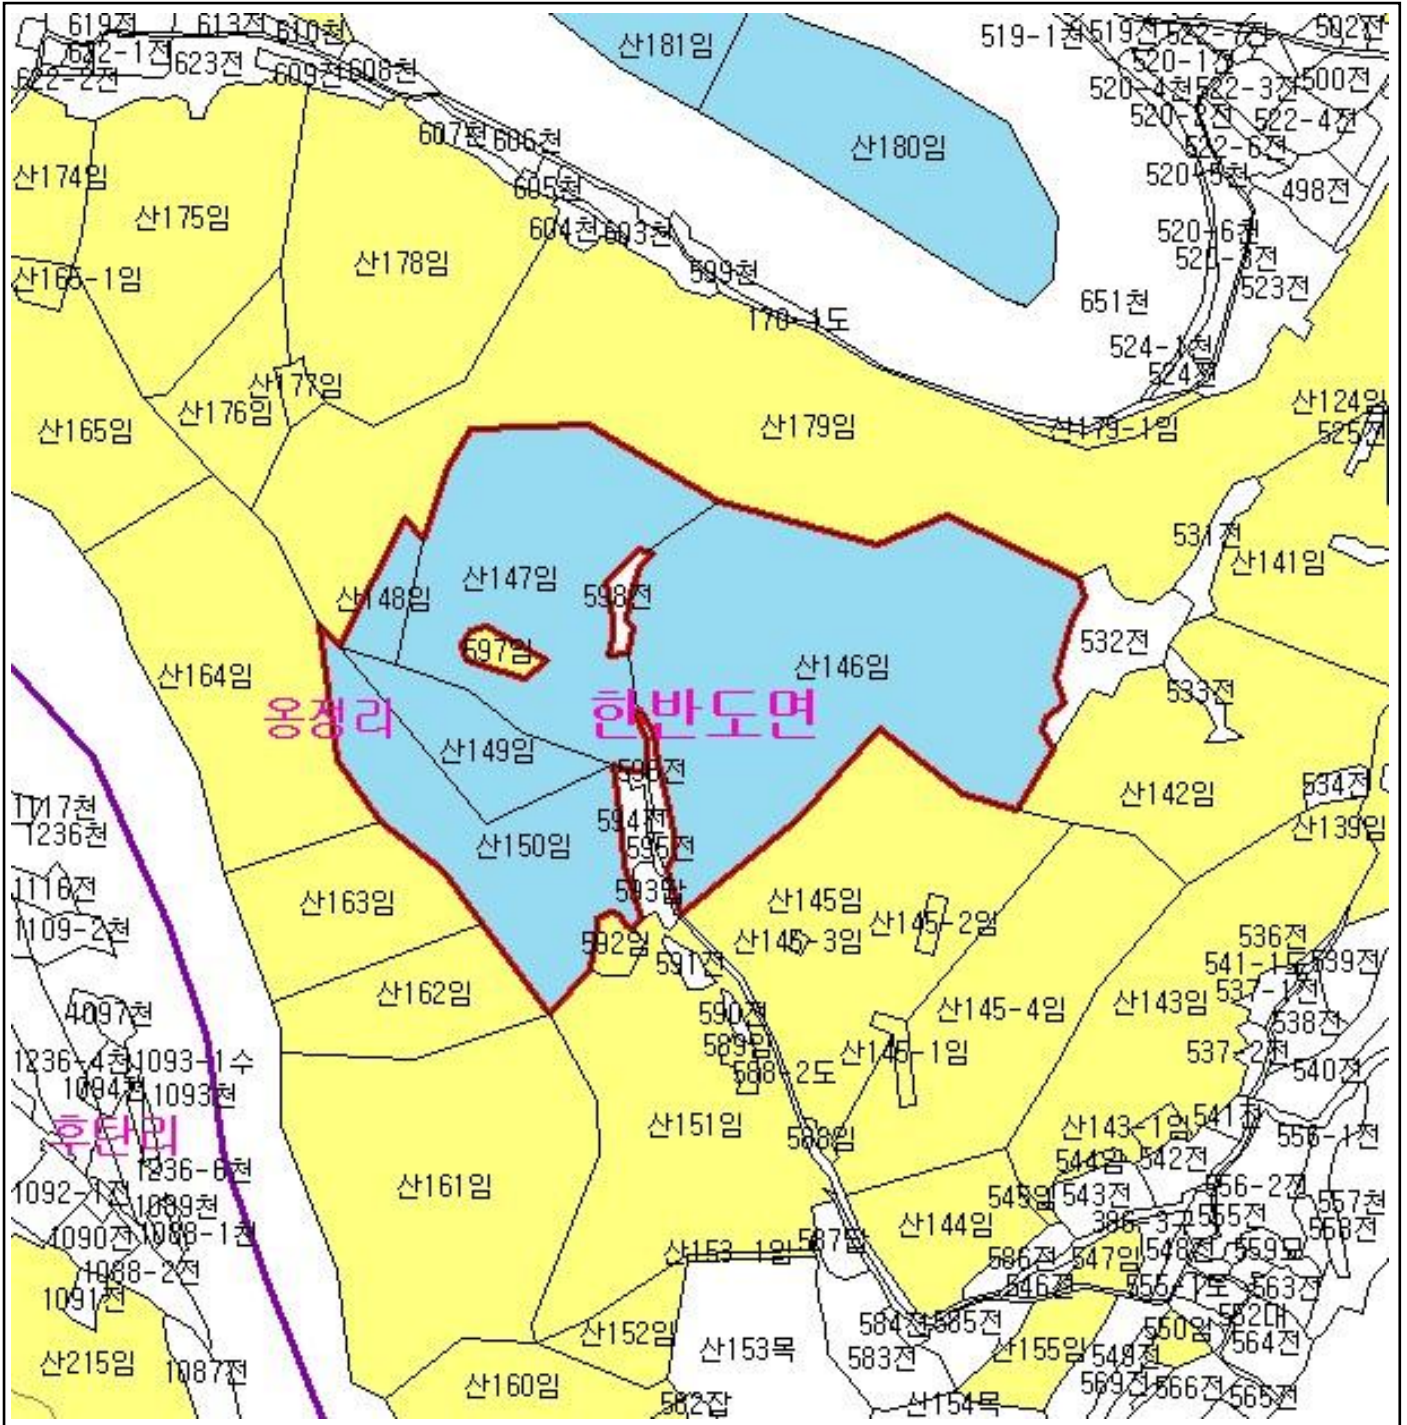 619전 613전 610천
622-1전
623전
622-2전
609전 608천
산181임
519-1천 519전 522-7전 502전
520-1전
500전
520-4천 522-3전
520-2전 522-4전
522-6전
520-5천
498전
607천 606천
산180임
605천
604천 603천
599천
170-1도
산174임
산175임
산178임
산165-1임
520-6천
520-3전
523전
651천
524-1천
524전
산177임
산176임
산165임
산179임
산179-1임
산124임
525전
531전
산141임
산147임
산148임
598전
597임
532전
산146임
533전
산164임
옹정리
한반도면
산149임
594전
595전
산150임
593답
산142임
534전
산139임
1117천
1236천
1116전
1109-2천
산163임
산162임
592임
591전
산145임
산145-2임
산145-3임
536전
541-1도 539전
537-1전
538전
산143임
산145-4임
537-2전
540전
590전
589임
588-2도
산145-1임
4097천
1236-4천 1093-1수
1094전
1093천
후탄리
1236-6천
1092-1전
1089천
1090전 1088-1천
1088-2전
1091전
산215임
1087전
산151임
588임
산161임
산143-1임
541전
556-1전
544임
542전
545임 543전
556-2전
557천
558전
산144임
555전
587답
586전 547임 548전 559묘
산153-1임
546전
555-1도 563전
562대
산152임
584전 585전
550임
564전
산153목
583전
산155임
549전
569전 566전
565전
산160임
582잡
산154목